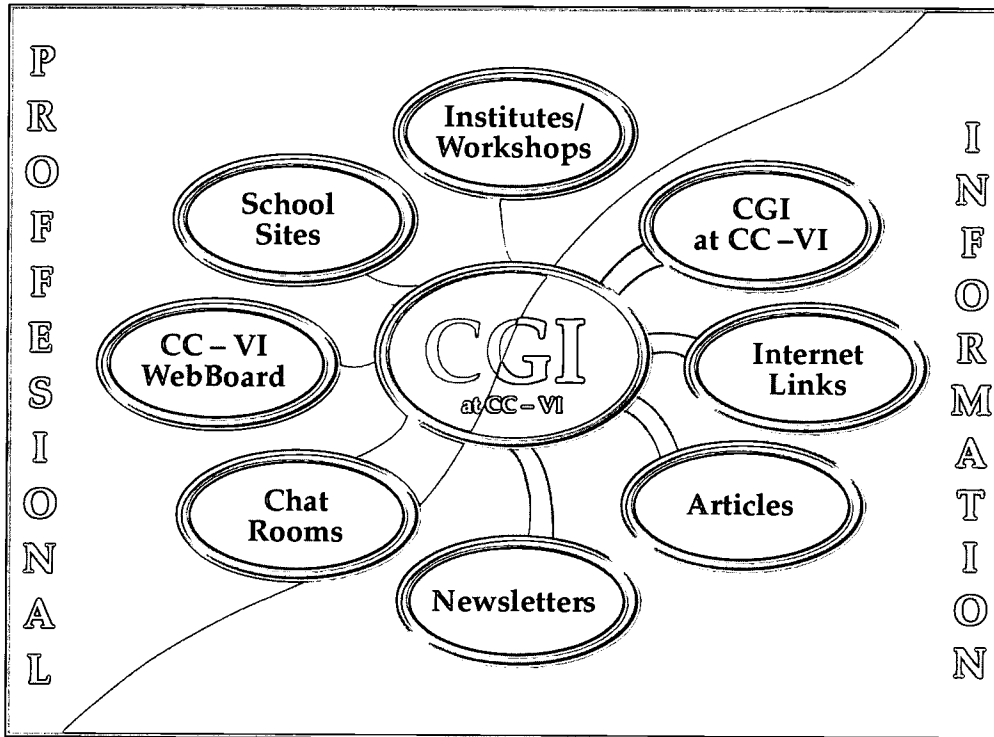 PROFFESIONAL
Institutes/
Workshops
School
Sites
CGI
at CC – VI
CC – VI
WebBoard
CGI
at CC – VI
Internet
Links
Chat
Rooms
Articles
Newsletters
INFORMATION